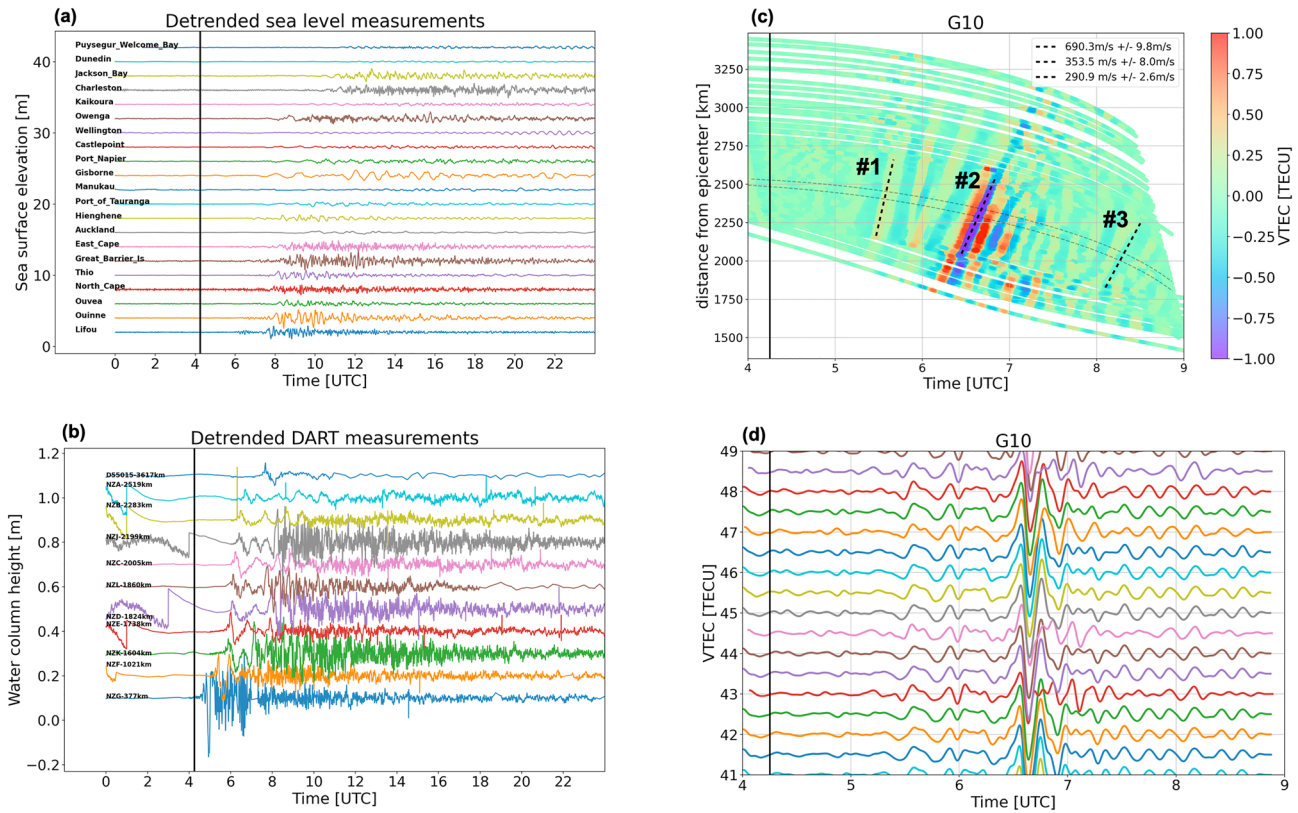 (a)
Detrended sea level measurements
Sea surface elevation [m]
40
30
20
10
0
Puysegur_Welcome_Bay
Dunedin
Jackson_Bay
Charleston
Kaikoura
Owenga
Wellington
Castlepoint
Port_Napier
Gisborne
Manukau
Port_of_Tauranga
Hienghene
Auckland
East_Cape
Great_Barrier_Is
Thio
North_Cape
Ouvea
Ouinne
Lifou
0 2 4 6 8 10 12 14 16 18 20 22
Time [UTC]
(c)
G10
distance from epicenter [km]
3250
3000
2750
2500
2250
2000
1750
1500
690.3m/s +/- 9.8m/s
353.5 m/s +/- 8.0m/s
290.9 m/s +/- 2.6m/s
#1
#2
#3
4 5 6 7 8 9
Time [UTC]
1.00
0.75
0.50
0.25
0.00
−0.25
−0.50
−0.75
−1.00
VTEC [TECU]
(b)
Detrended DART measurements
Water column height [m]
1.2
1.0
0.8
0.6
0.4
0.2
0.0
−0.2
D55015-3617km
NZA-2519km
NZB-2283km
NZJ-2199km
NZC-2005km
NZL-1860km
NZD-1824km
NZE-1738km
NZK-1604km
NZF-1021km
NZG-377km
0 2 4 6 8 10 12 14 16 18 20 22
Time [UTC]
(d)
G10
VTEC [TECU]
49
48
47
46
45
44
43
42
41
4 5 6 7 8 9
Time [UTC]